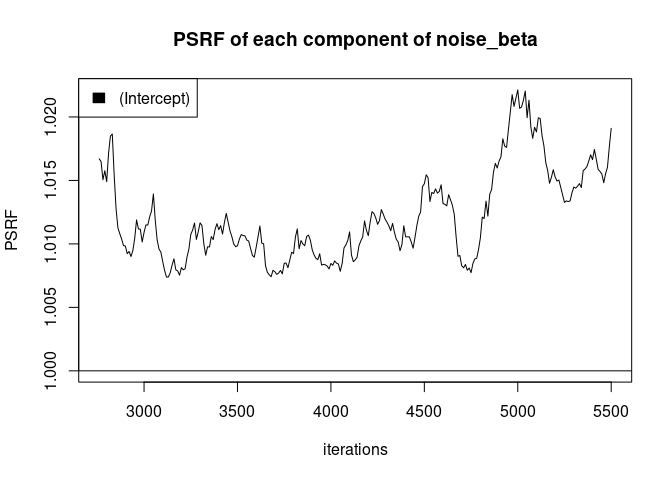 PSRF of each component of noise_beta
(Intercept)
1.020
1.015
1.010
1.005
1.000
PSRF
3000 3500 4000 4500 5000 5500
iterations